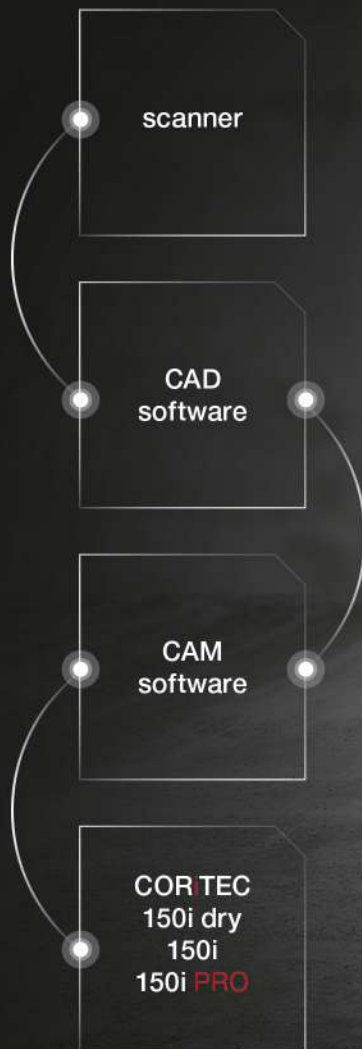 scanner
CAD
software
CAM
software
CORiTEC
150i dry
150i
150i PRO